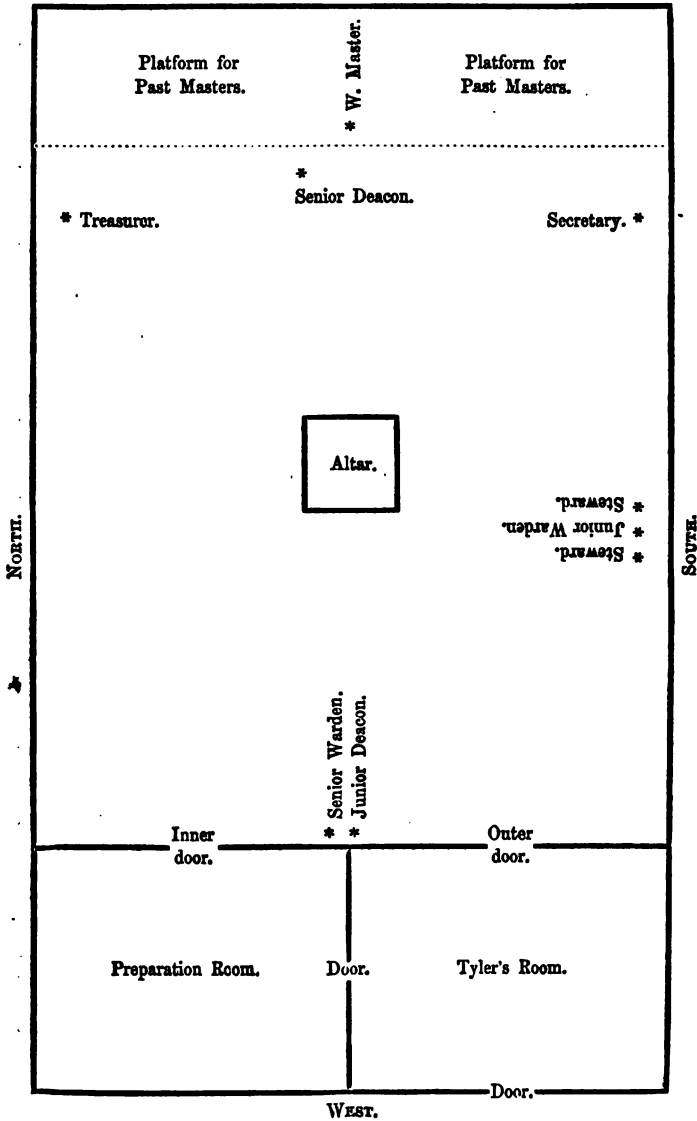 Platform for
Past Masters.
* W. Master.
Platform for
Past Masters.
*
Senior Deacon.
* Treasurer.
Secretary. *
Altar.
Steward. *
Junior Warden. *
Steward. *
NORTH.
SOUTH.
* Senior Warden.
* Junior Deacon.
Inner
door.
Outer
door.
Preparation Room.
Door.
Tyler's Room.
Door.
WEST.